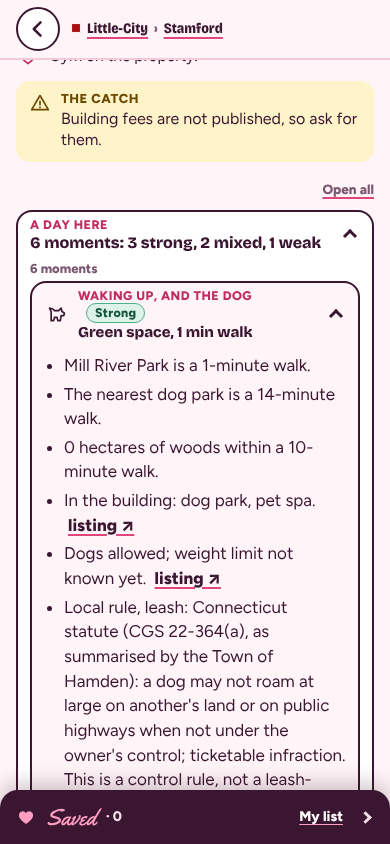 Little-City › Stamford
Gym on the property.
THE CATCH
Building fees are not published, so ask for
them.
Open all
A DAY HERE
6 moments: 3 strong, 2 mixed, 1 weak
6 moments
WAKING UP, AND THE DOG
Strong
Green space, 1 min walk
• Mill River Park is a 1-minute walk.
• The nearest dog park is a 14-minute
walk.
• 0 hectares of woods within a 10-
minute walk.
• In the building: dog park, pet spa.
listing ↗
• Dogs allowed; weight limit not
known yet. listing ↗
• Local rule, leash: Connecticut
statute (CGS 22-364(a), as
summarised by the Town of
Hamden): a dog may not roam at
large on another's land or on public
highways when not under the
owner's control; ticketable infraction.
This is a control rule, not a leash-
Saved · 0
My list